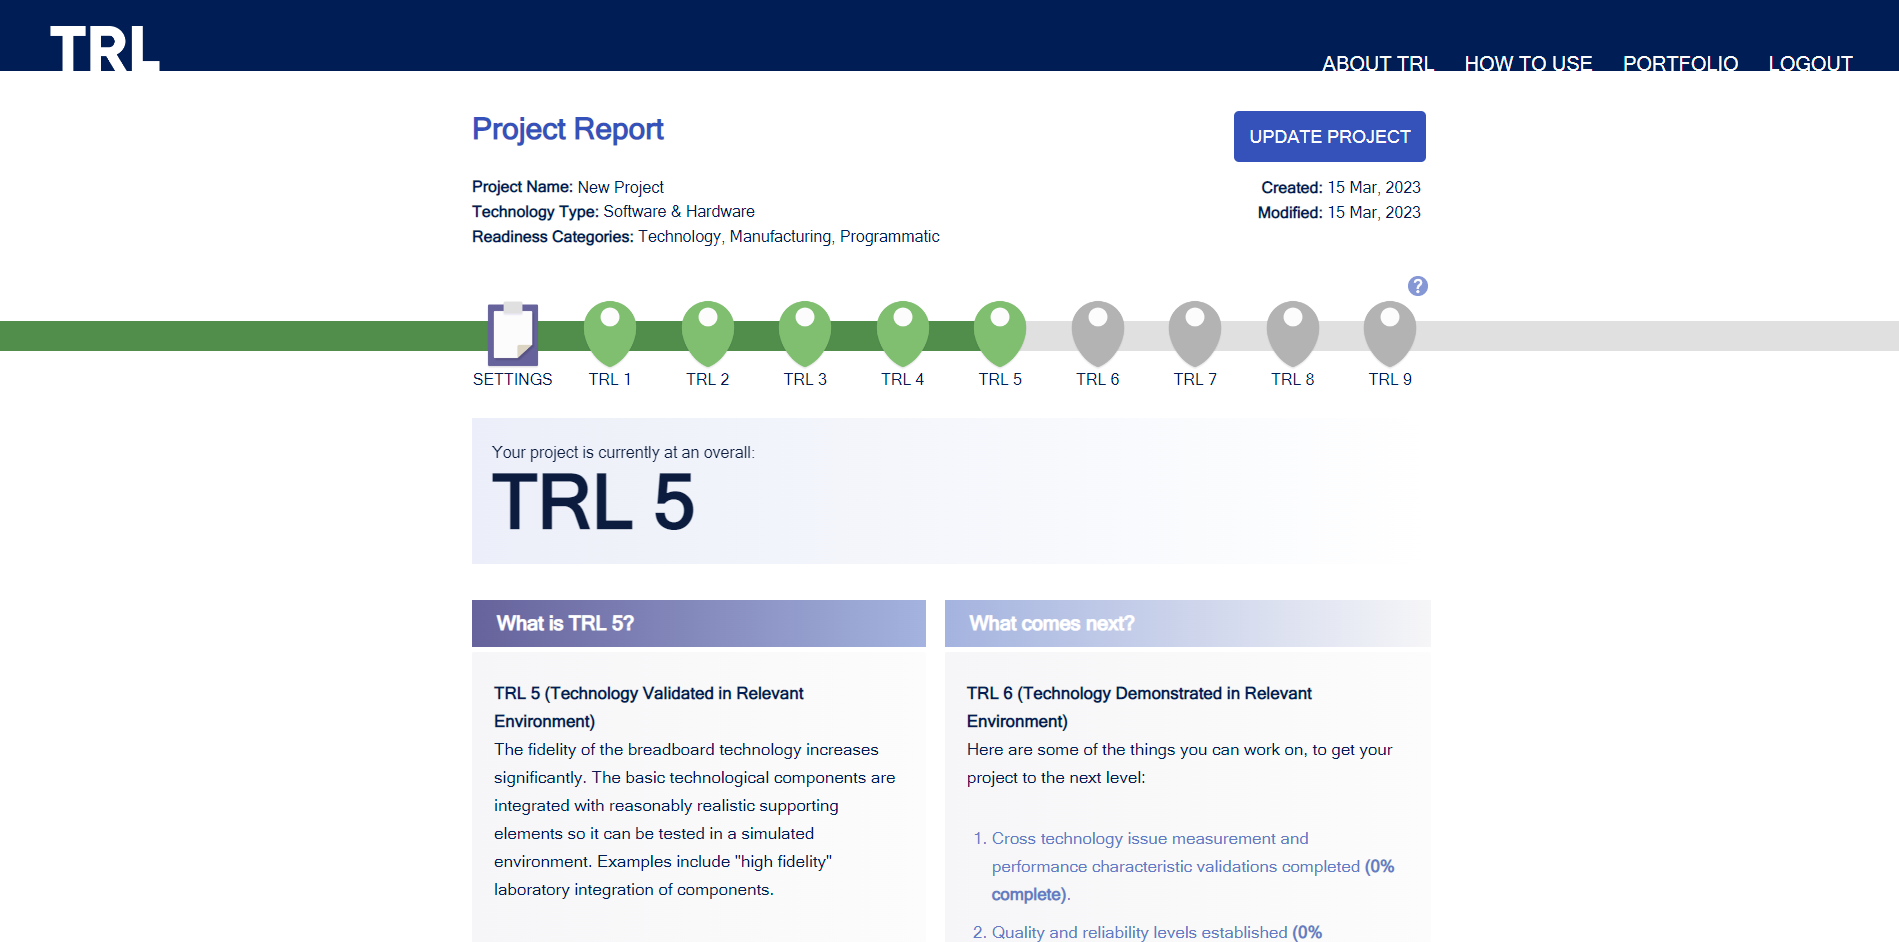 TRL
ABOUT TRL HOW TO USE PORTFOLIO LOGOUT
Project Report
UPDATE PROJECT
Project Name: New Project
Technology Type: Software & Hardware
Readiness Categories: Technology, Manufacturing, Programmatic
Created: 15 Mar, 2023
Modified: 15 Mar, 2023
?
SETTINGS TRL 1 TRL 2 TRL 3 TRL 4 TRL 5 TRL 6 TRL 7 TRL 8 TRL 9
Your project is currently at an overall:
TRL 5
What is TRL 5?
TRL 5 (Technology Validated in Relevant
Environment)
The fidelity of the breadboard technology increases
significantly. The basic technological components are
integrated with reasonably realistic supporting
elements so it can be tested in a simulated
environment. Examples include "high fidelity"
laboratory integration of components.
What comes next?
TRL 6 (Technology Demonstrated in Relevant
Environment)
Here are some of the things you can work on, to get your
project to the next level:
1. Cross technology issue measurement and
performance characteristic validations completed (0%
complete).
2. Quality and reliability levels established (0%